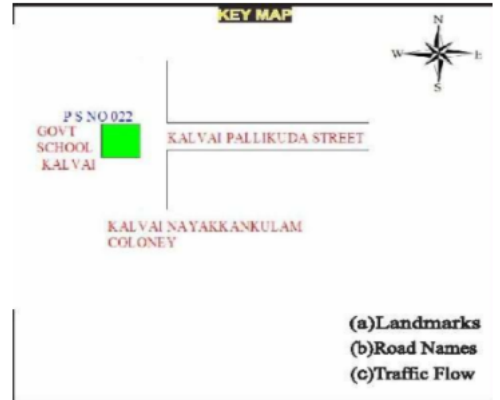 KEY MAP
N
W
E
S
P S NO 022
GOVT
SCHOOL
KALVAI
KALVAI PALLIKUDA STREET
KALVAI NAYAKKANKULAM
COLONEY
(a)Landmarks
(b)Road Names
(c)Traffic Flow